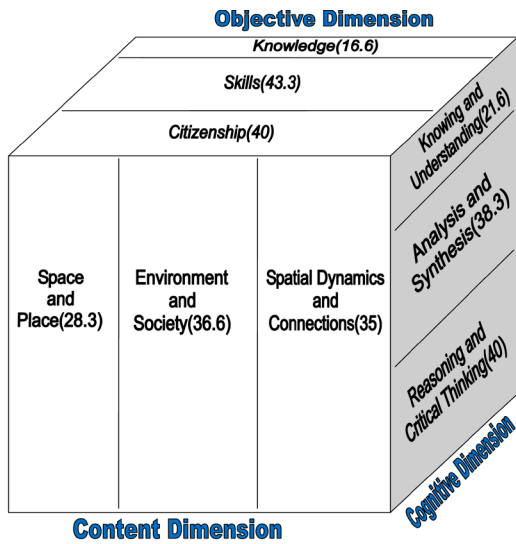 Objective Dimension
Knowledge(16.6)
Skills(43.3)
Citizenship(40)
Knowing and
Understanding(21.6)
Analysis and
Synthesis(38.3)
Reasoning and
Critical Thinking(40)
Space
and
Place(28.3)
Environment
and
Society(36.6)
Spatial Dynamics
and
Connections(35)
Cognitive Dimension
Content Dimension